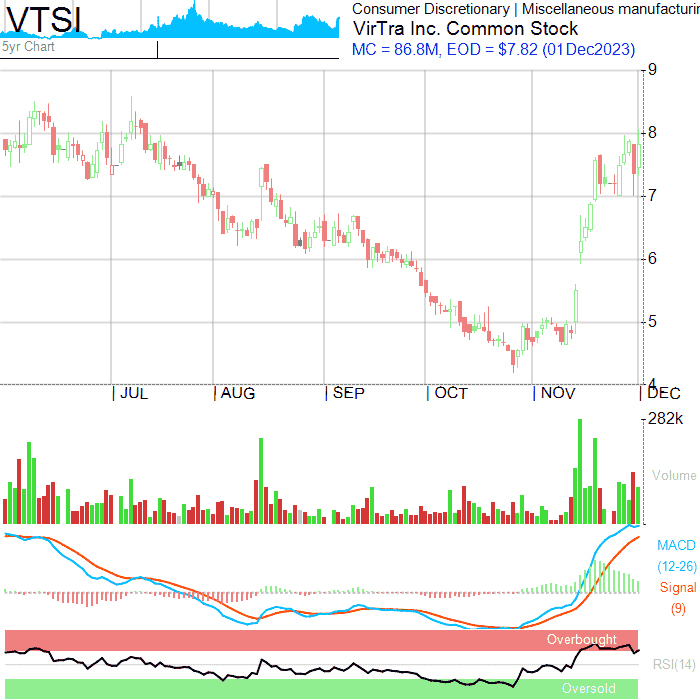 VTSI
5yr Chart
Consumer Discretionary | Miscellaneous manufacturin
VirTra Inc. Common Stock
MC = 86.8M, EOD = $7.82 (01Dec2023)
9
8
7
6
5
4
JUL AUG SEP OCT NOV DEC
282k
Volume
MACD
(12-26)
Signal
(9)
Overbought
RSI(14)
Oversold